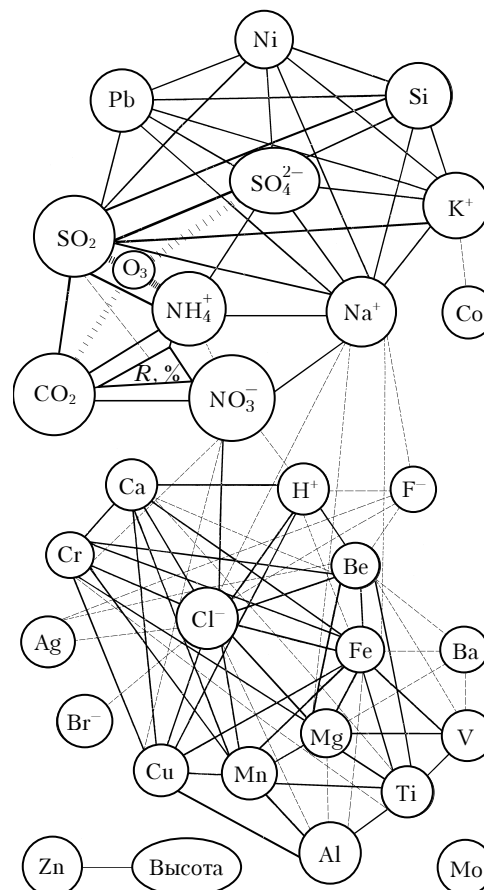 Ni
Pb
Si
SO₄²⁻
K⁺
SO₂
O₃
NH₄⁺
Na⁺
Co
R, %
CO₂
NO₃⁻
Ca
H⁺
F⁻
Cr
Be
Cl⁻
Ag
Fe
Ba
Br⁻
Mg
V
Cu
Mn
Ti
Al
Zn
Высота
Mo